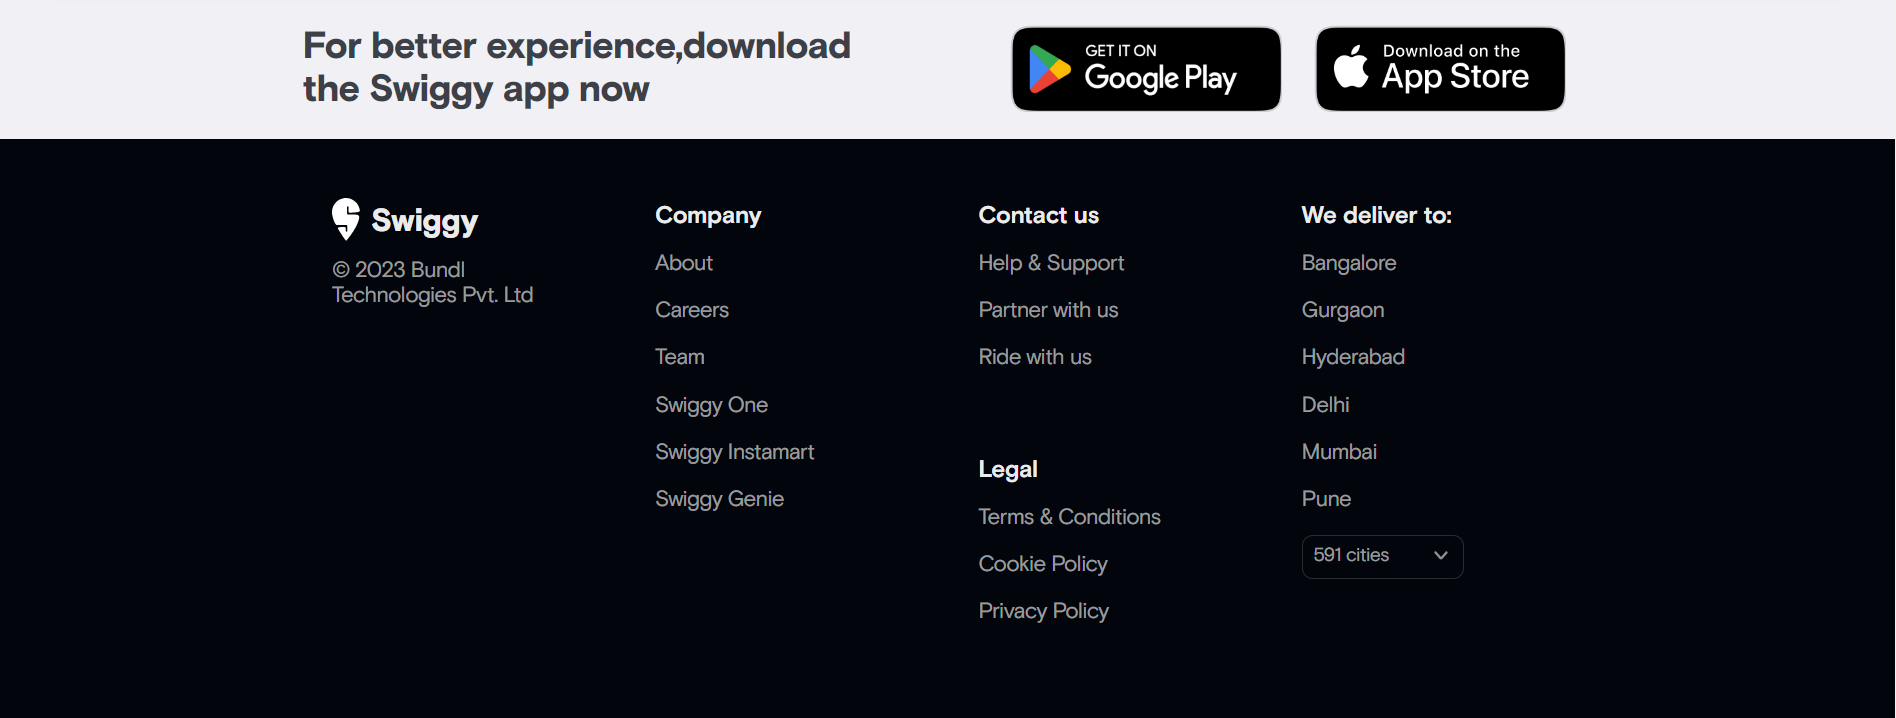 For better experience,download
the Swiggy app now
GET IT ON
Google Play
Download on the
App Store
Swiggy
© 2023 Bundl
Technologies Pvt. Ltd
Company
About
Careers
Team
Swiggy One
Swiggy Instamart
Swiggy Genie
Contact us
Help & Support
Partner with us
Ride with us
Legal
Terms & Conditions
Cookie Policy
Privacy Policy
We deliver to:
Bangalore
Gurgaon
Hyderabad
Delhi
Mumbai
Pune
591 cities